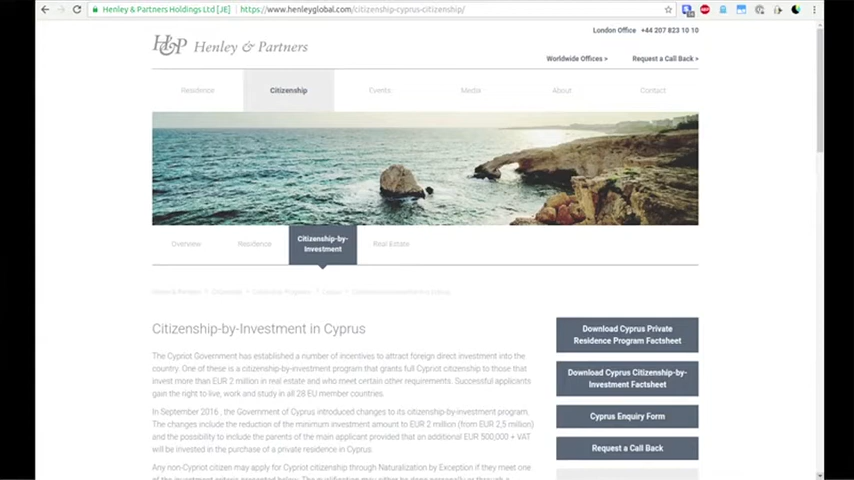 Henley & Partners Holdings Ltd [JE]
https://www.henleyglobal.com/citizenship-cyprus-citizenship/
London Office +44 207 823 10 10
H&P Henley & Partners
Worldwide Offices »
Request a Call Back »
Residence
Citizenship
Events
Media
About
Contact
Overview
Residence
Citizenship-by-
Investment
Real Estate
Citizenship-by-Investment in Cyprus
The Cypriot Government has established a number of incentives to attract foreign direct investment into the
country. One of these is a citizenship-by-investment program that grants full Cypriot citizenship to those that
invest more than EUR 2 million in real estate and who meet certain other requirements. Successful applicants
gain the right to live, work and study in all 28 EU member countries.
In September 2016 , the Government of Cyprus introduced changes to its citizenship-by-investment program.
The changes include the reduction of the minimum investment amount to EUR 2 million (from EUR 2,5 million)
and the possibility to include the parents of the main applicant provided that an additional EUR 500,000 + VAT
will be invested in the purchase of a private residence in Cyprus.
Any non-Cypriot citizen may apply for Cypriot citizenship through Naturalization by Exception if they meet one
Download Cyprus Private
Residence Program Factsheet
Download Cyprus Citizenship-by-
Investment Factsheet
Cyprus Enquiry Form
Request a Call Back